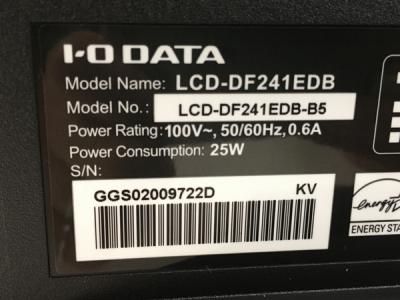 I-O DATA
Model Name: LCD-DF241EDB
Model No.: LCD-DF241EDB-B5
Power Rating: 100V~, 50/60Hz, 0.6A
Power Consumption: 25W
S/N:
GGS02009722D KV
ENERGY STA